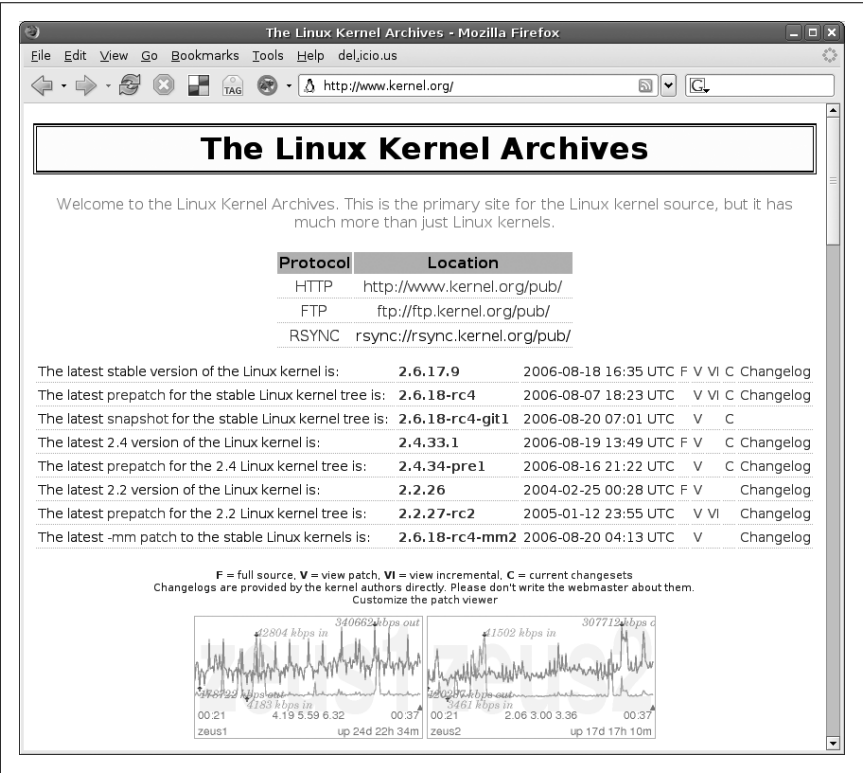 The Linux Kernel Archives - Mozilla Firefox
File Edit View Go Bookmarks Tools Help del.icio.us
TAG http://www.kernel.org/ G
The Linux Kernel Archives
Welcome to the Linux Kernel Archives. This is the primary site for the Linux kernel source, but it has
much more than just Linux kernels.
Protocol Location
HTTP http://www.kernel.org/pub/
FTP ftp://ftp.kernel.org/pub/
RSYNC rsync://rsync.kernel.org/pub/
The latest stable version of the Linux kernel is: 2.6.17.9 2006-08-18 16:35 UTC F V VI C Changelog
The latest prepatch for the stable Linux kernel tree is: 2.6.18-rc4 2006-08-07 18:23 UTC V VI C Changelog
The latest snapshot for the stable Linux kernel tree is: 2.6.18-rc4-git1 2006-08-20 07:01 UTC V C
The latest 2.4 version of the Linux kernel is: 2.4.33.1 2006-08-19 13:49 UTC F V C Changelog
The latest prepatch for the 2.4 Linux kernel tree is: 2.4.34-pre1 2006-08-16 21:22 UTC V C Changelog
The latest 2.2 version of the Linux kernel is: 2.2.26 2004-02-25 00:28 UTC F V Changelog
The latest prepatch for the 2.2 Linux kernel tree is: 2.2.27-rc2 2005-01-12 23:55 UTC V VI Changelog
The latest -mm patch to the stable Linux kernels is: 2.6.18-rc4-mm2 2006-08-20 04:13 UTC V Changelog
F = full source, V = view patch, VI = view incremental, C = current changesets
Changelogs are provided by the kernel authors directly. Please don't write the webmaster about them.
Customize the patch viewer
340662 kbps out
42804 kbps in
zeus1
kbps out
4183 kbps in
00:21 4.19 5.59 6.32 00:37
zeus1 up 24d 22h 34m
307712 kbps o
41502 kbps in
zeus2
kbps out
3461 kbps in
00:21 2.06 3.00 3.36 00:37
zeus2 up 17d 17h 10m